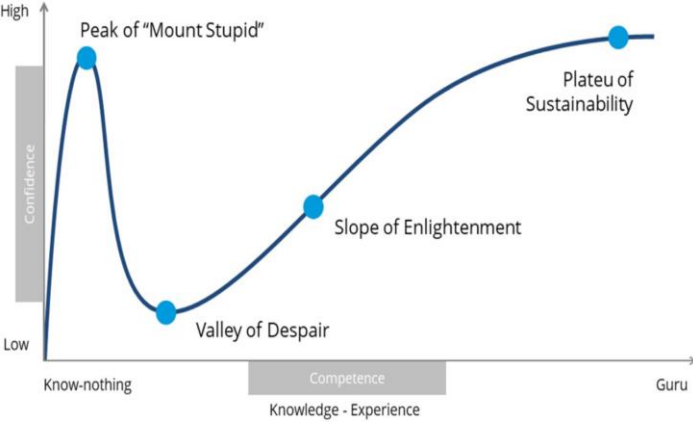 High
Peak of “Mount Stupid”
Plateu of
Sustainability
Confidence
Slope of Enlightenment
Valley of Despair
Low
Know-nothing
Competence
Guru
Knowledge - Experience